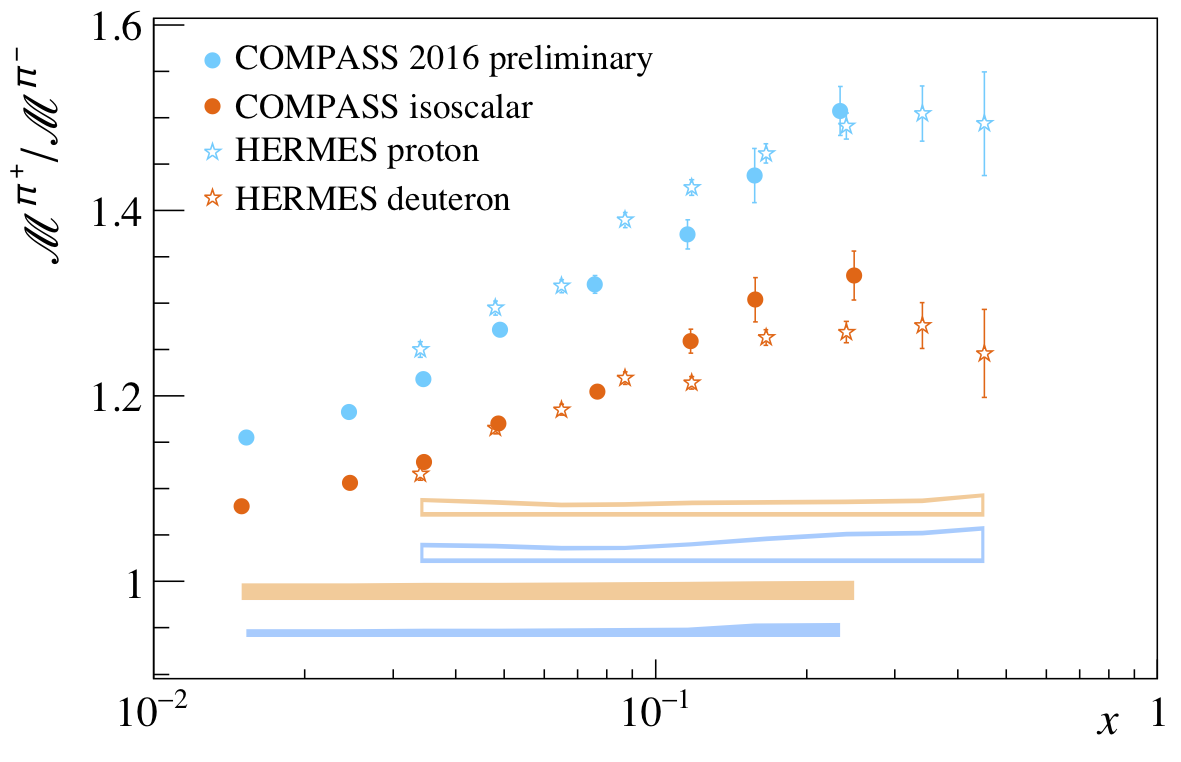 ℳ^π⁺/ℳ^π⁻
1.6
1.4
1.2
1
COMPASS 2016 preliminary
COMPASS isoscalar
HERMES proton
HERMES deuteron
10⁻² 10⁻¹ x 1